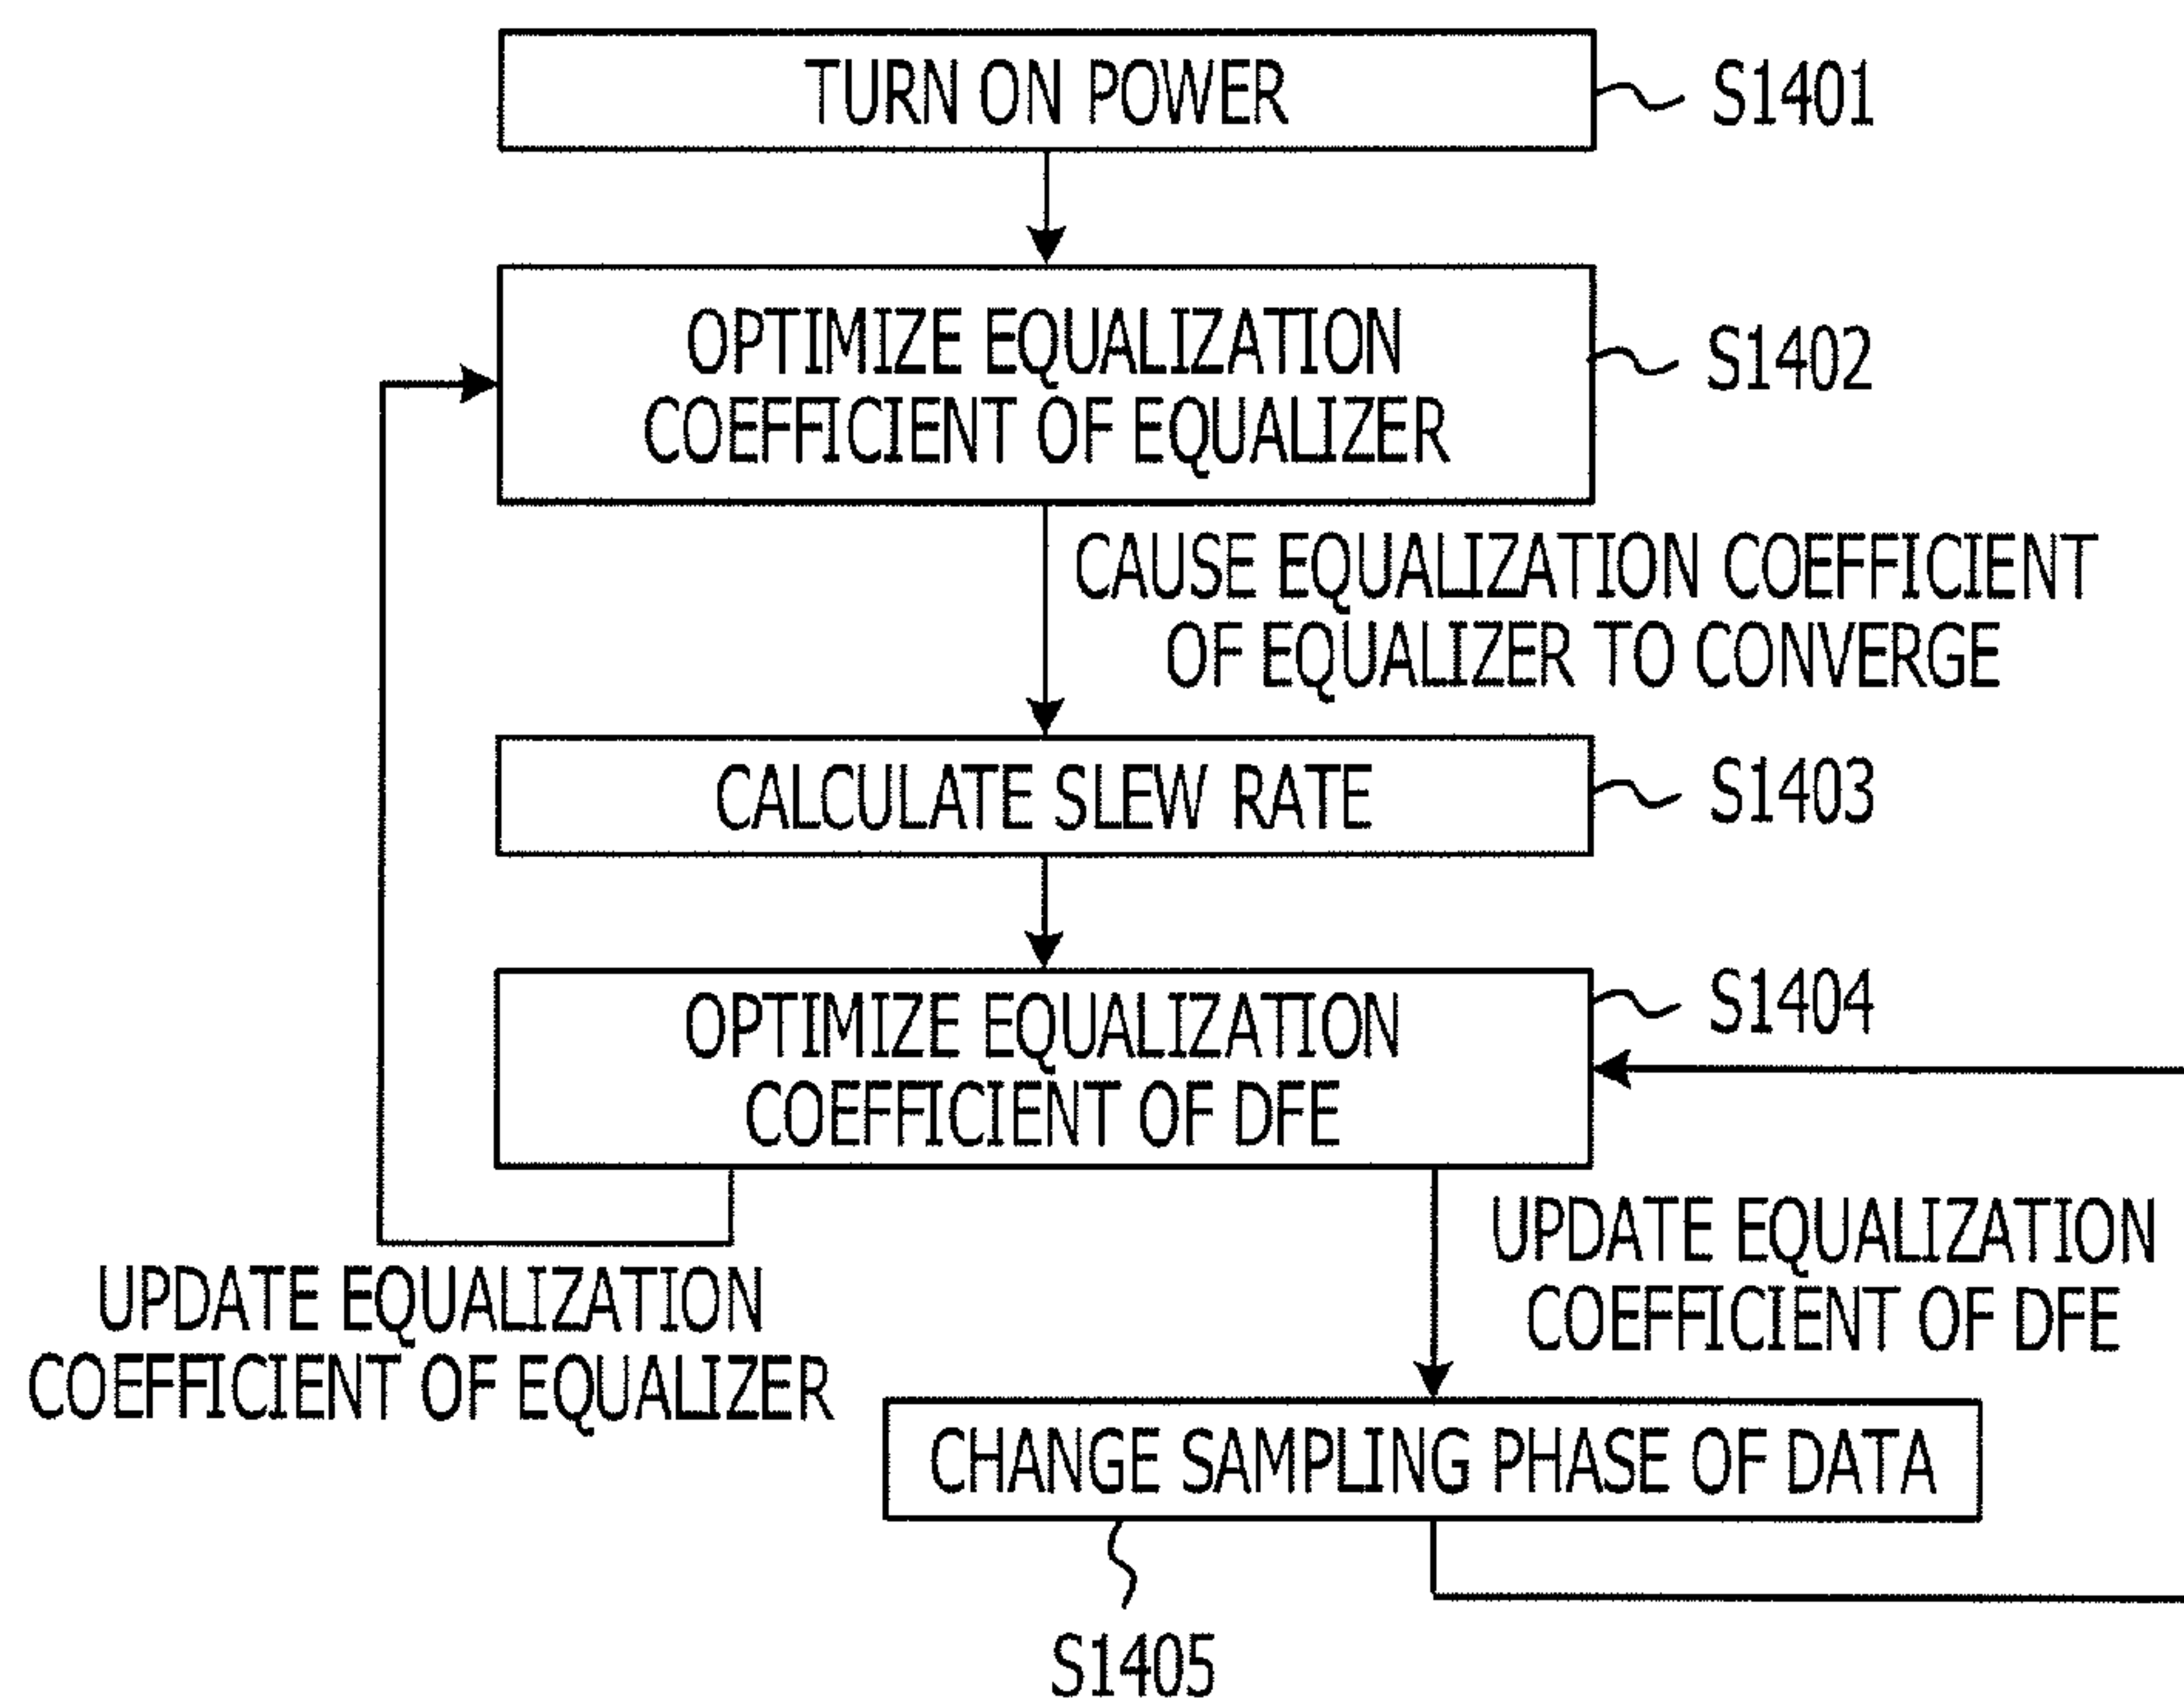 TURN ON POWER
S1401
OPTIMIZE EQUALIZATION
COEFFICIENT OF EQUALIZER
S1402
CAUSE EQUALIZATION COEFFICIENT
OF EQUALIZER TO CONVERGE
CALCULATE SLEW RATE
S1403
OPTIMIZE EQUALIZATION
COEFFICIENT OF DFE
S1404
UPDATE EQUALIZATION
COEFFICIENT OF DFE
UPDATE EQUALIZATION
COEFFICIENT OF EQUALIZER
CHANGE SAMPLING PHASE OF DATA
S1405